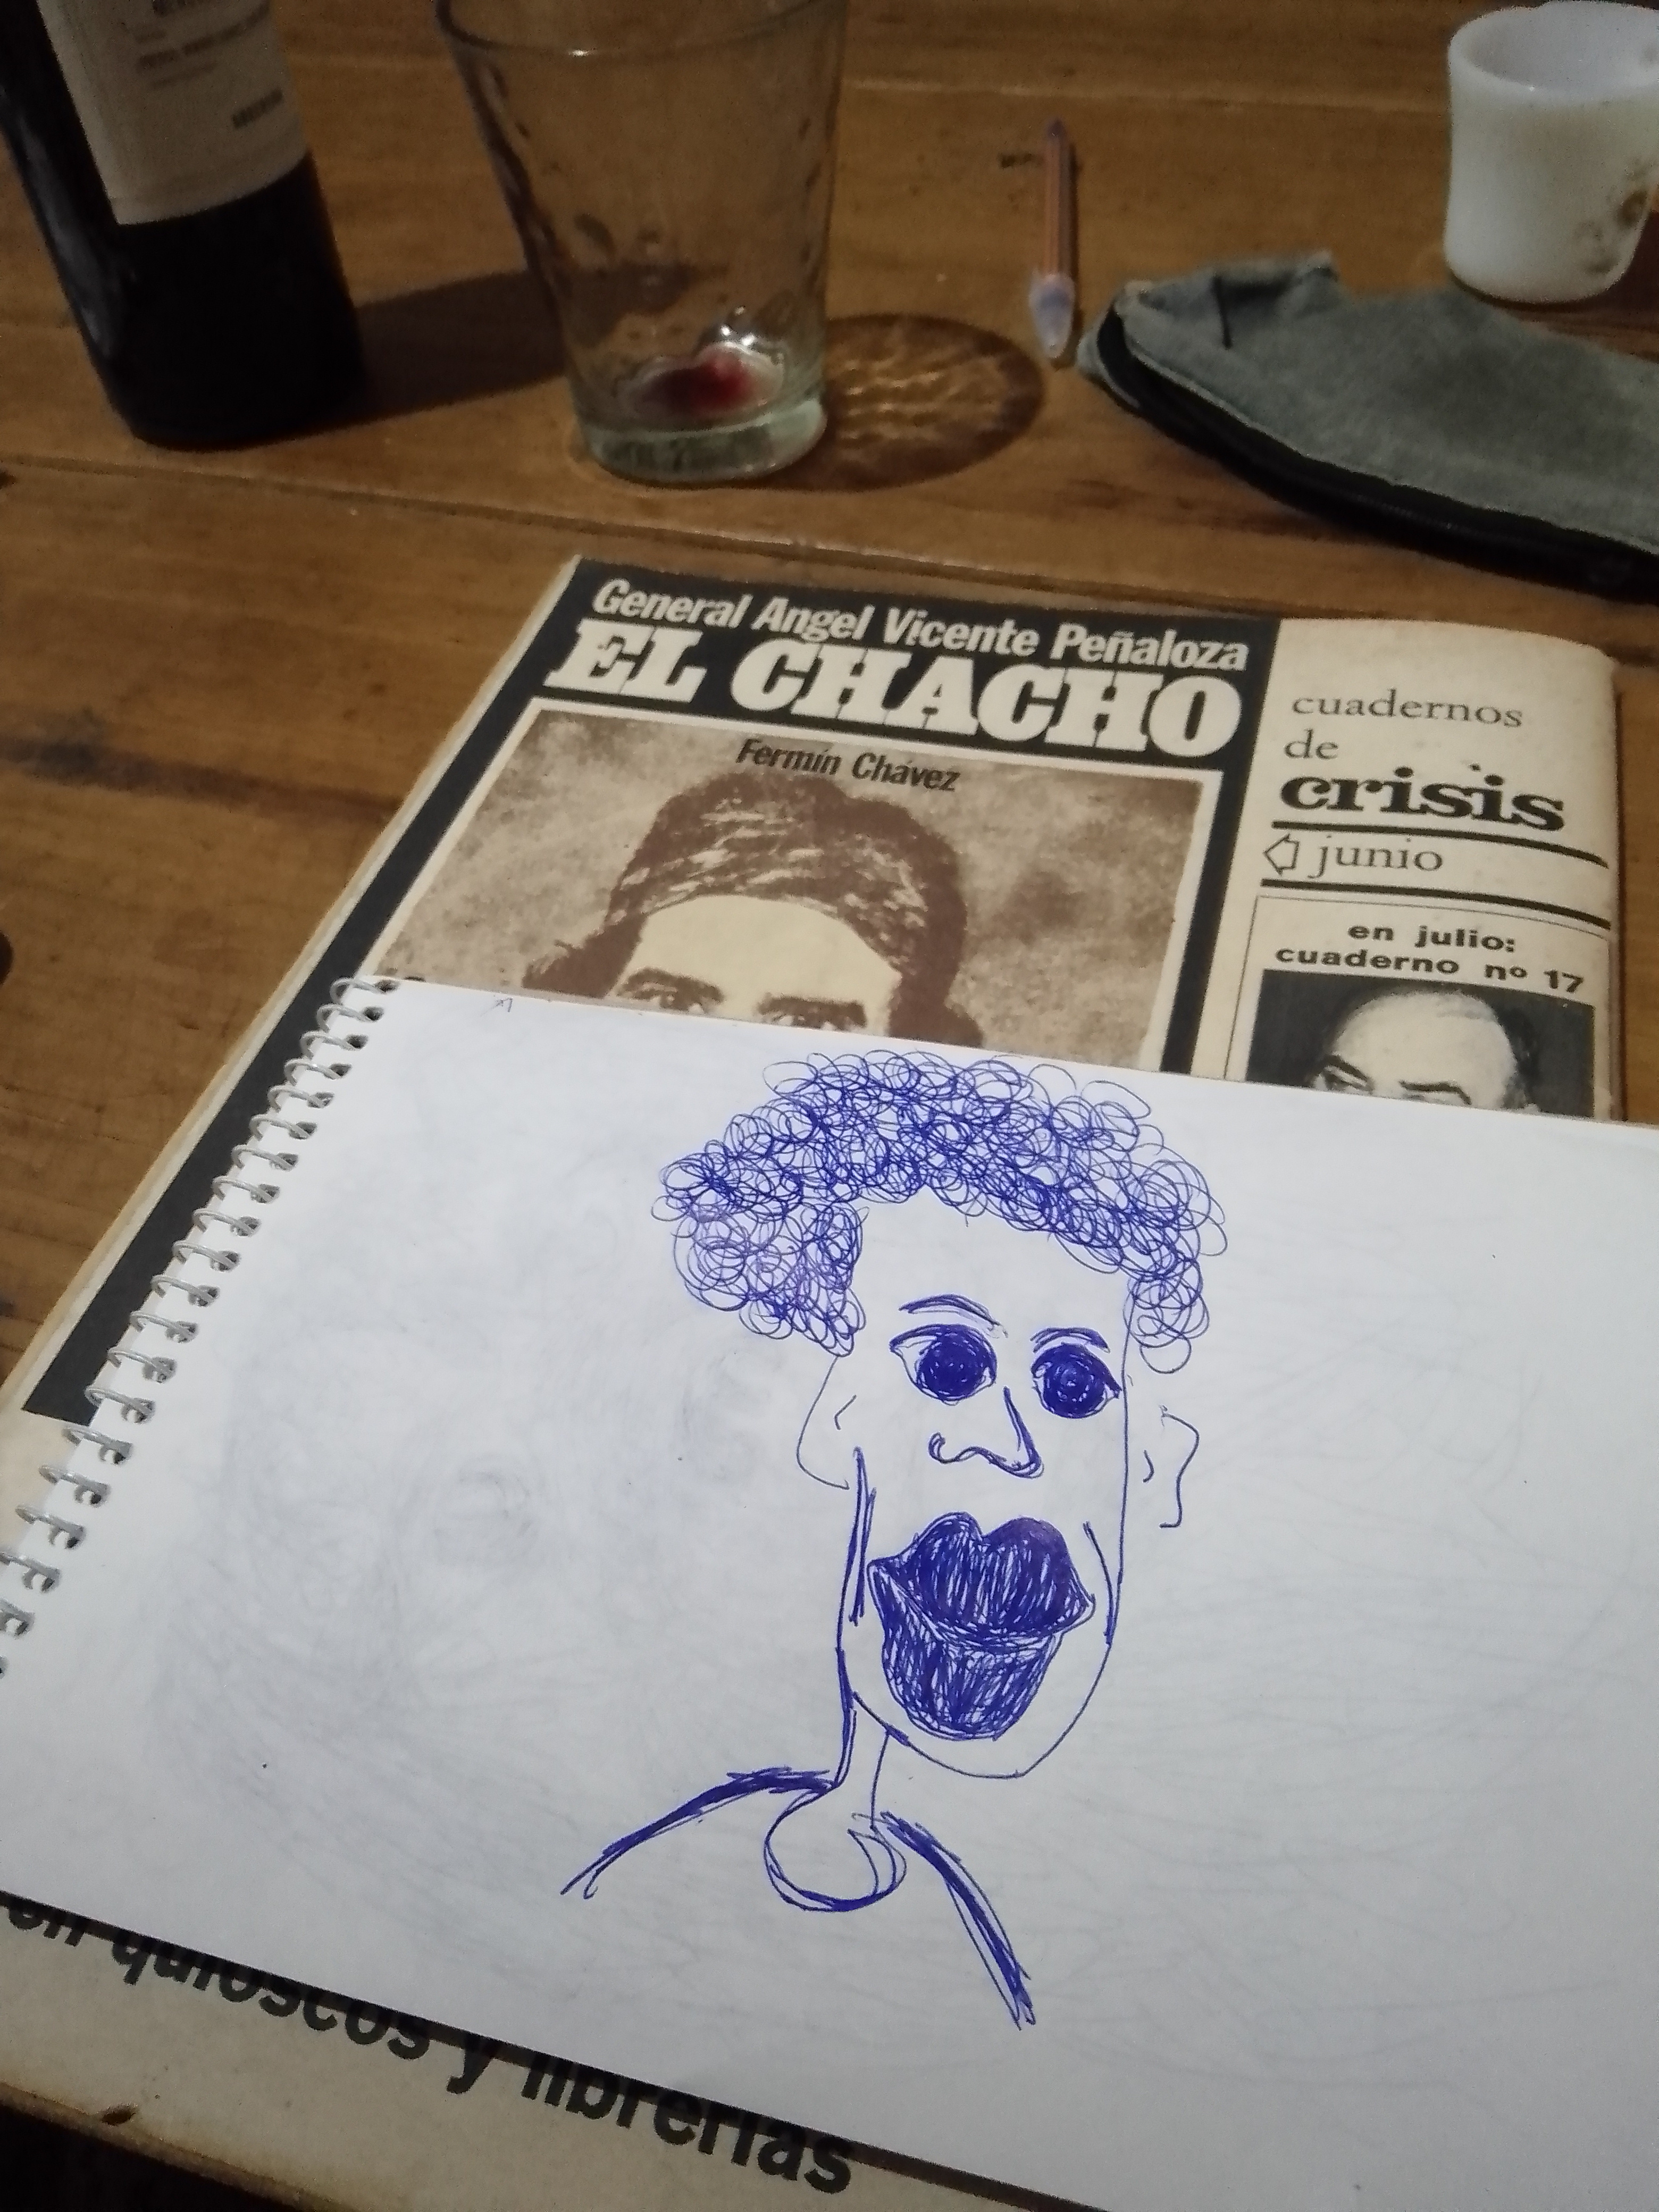 General Angel Vicente Peñaloza
EL CHACHO
Fermín Chávez
cuadernos
de
crisis
junio
en julio:
cuaderno nº 17
en quioscos y librerías